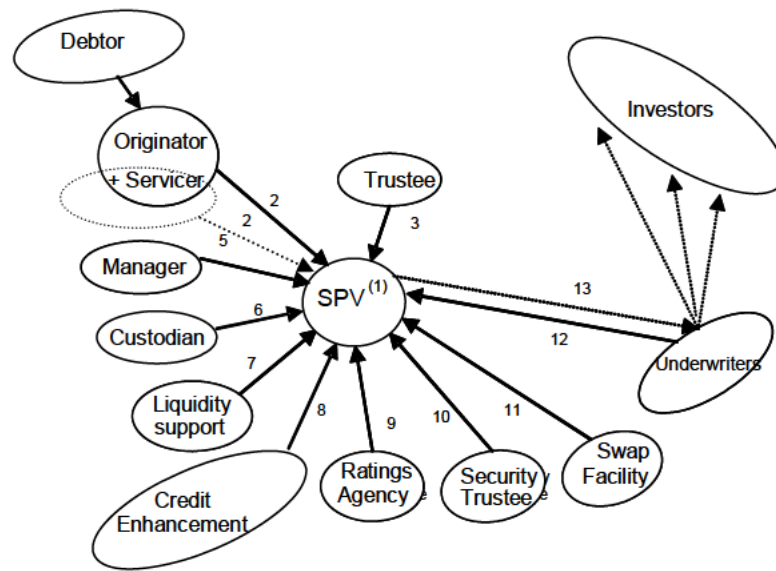 Debtor
Originator
+ Servicer
Investors
Trustee
2
2
3
5
Manager
SPV(1)
13
6
Custodian
12
Underwriters
7
Liquidity
support
8
9
10
11
Credit
Enhancement
Ratings
Agency
Security
Trustee
Swap
Facility